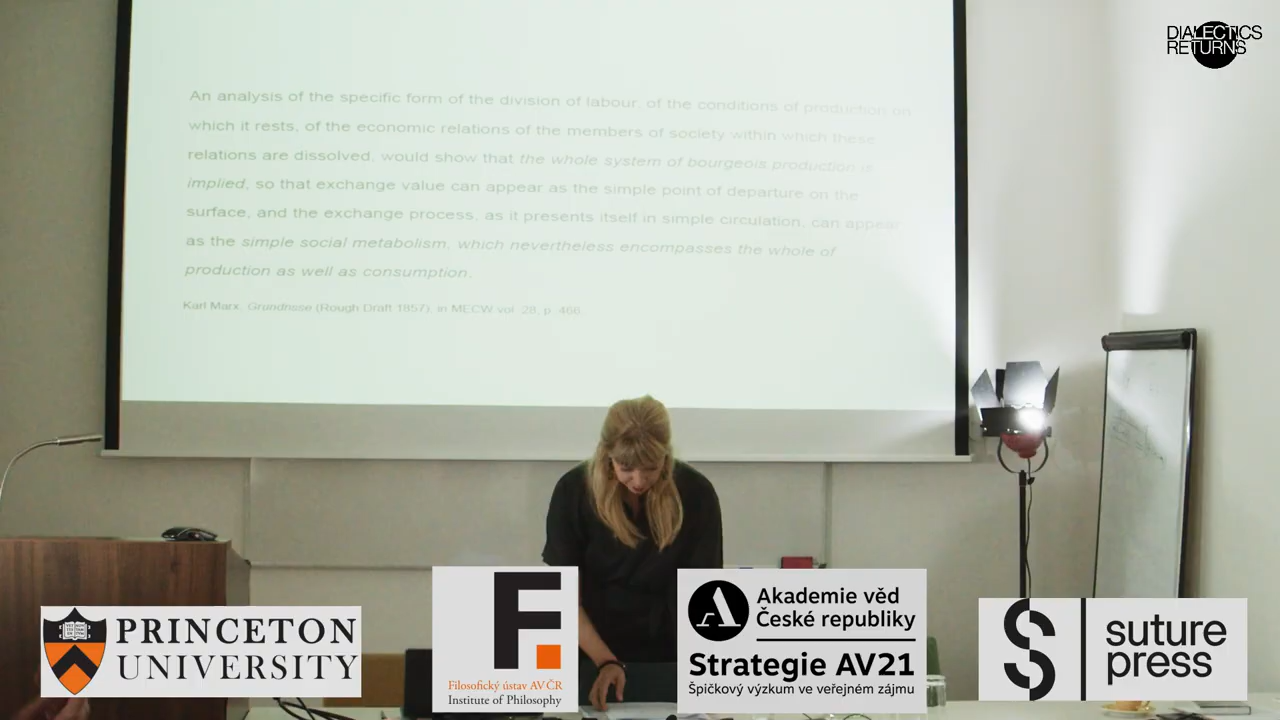 DIALECTICS
RETURNS
An analysis of the specific form of the division of labour, of the conditions of production on
which it rests, of the economic relations of the members of society within which these
relations are dissolved, would show that the whole system of bourgeois production is
implied, so that exchange value can appear as the simple point of departure on the
surface, and the exchange process, as it presents itself in simple circulation, can appear
as the simple social metabolism, which nevertheless encompasses the whole of
production as well as consumption.
Karl Marx, Grundrisse (Rough Draft 1857), in MECW vol. 28, p. 466.
PRINCETON
UNIVERSITY
F.
Filosofický ústav AV ČR
Institute of Philosophy
A
Akademie věd
České republiky
Strategie AV21
Špičkový výzkum ve veřejném zájmu
S
suture
press